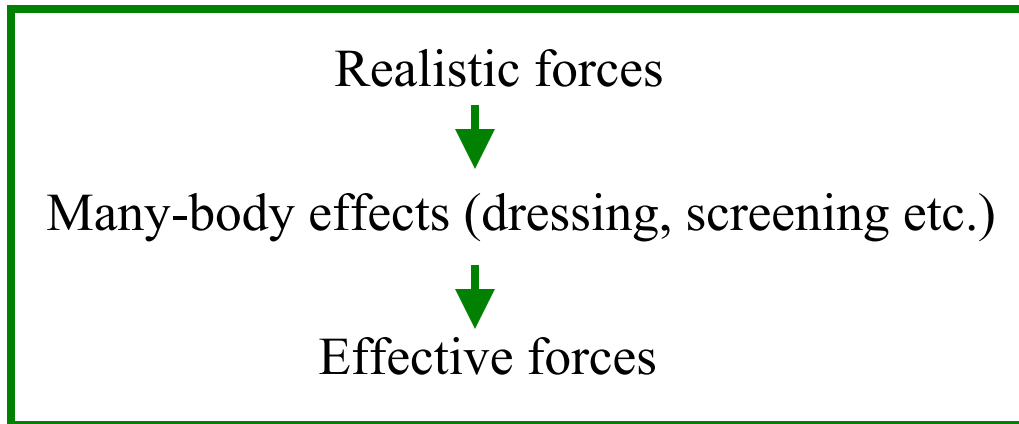 Realistic forces
Many-body effects (dressing, screening etc.)
Effective forces